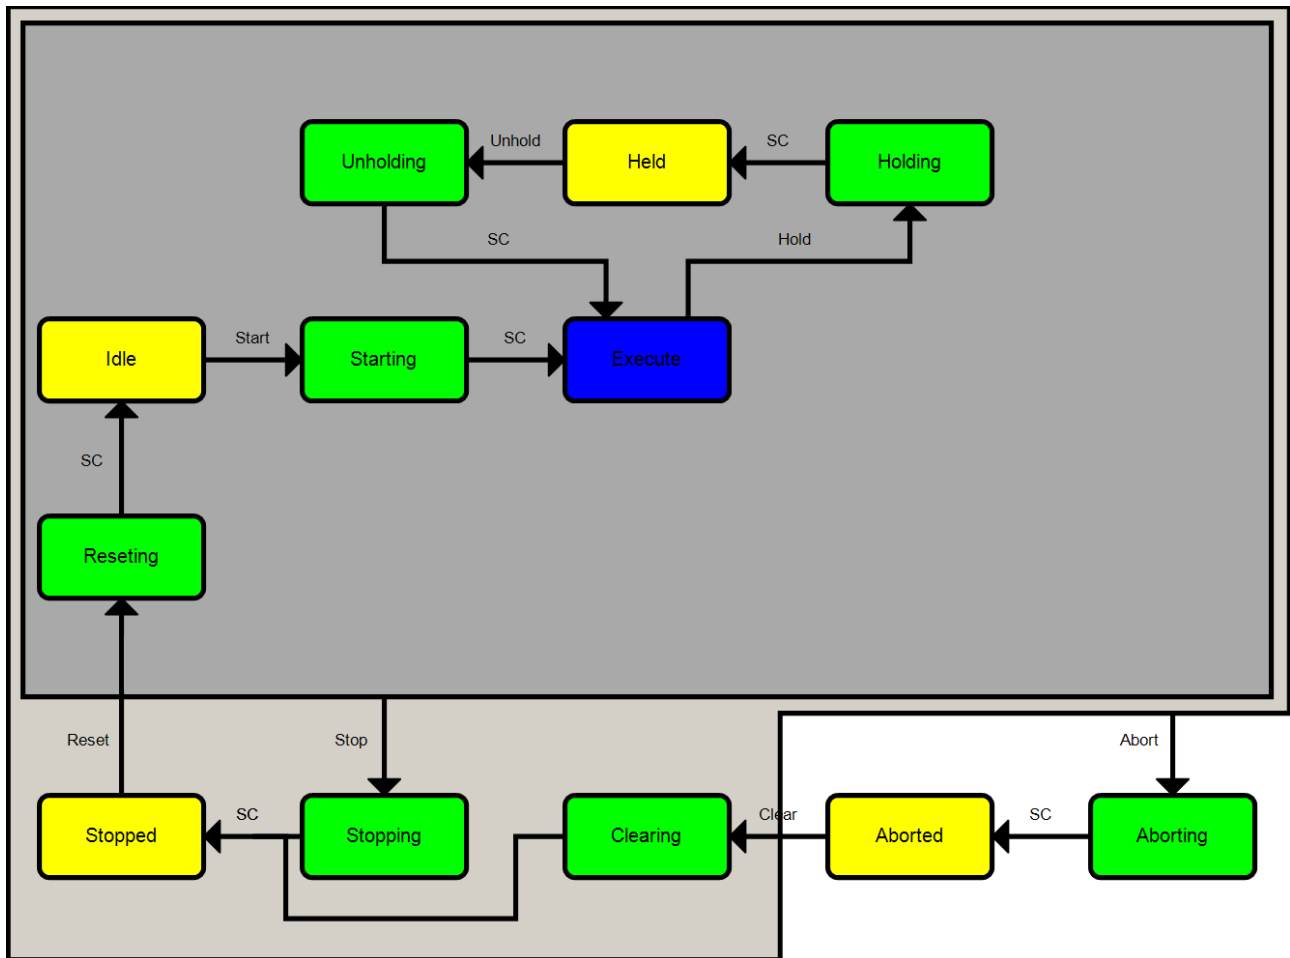 Unhold
SC
Unholding
Held
Holding
SC
Hold
Start
SC
Idle
Starting
Execute
SC
Reseting
Reset
Stop
Abort
SC
Clear
SC
Stopped
Stopping
Clearing
Aborted
Aborting